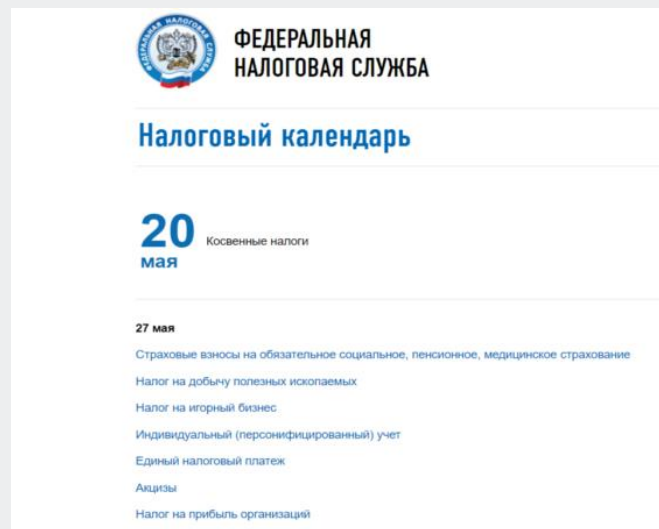 ФЕДЕРАЛЬНАЯ
НАЛОГОВАЯ СЛУЖБА
Налоговый календарь
20
мая
Косвенные налоги
27 мая
Страховые взносы на обязательное социальное, пенсионное, медицинское страхование
Налог на добычу полезных ископаемых
Налог на игорный бизнес
Индивидуальный (персонифицированный) учет
Единый налоговый платеж
Акцизы
Налог на прибыль организаций